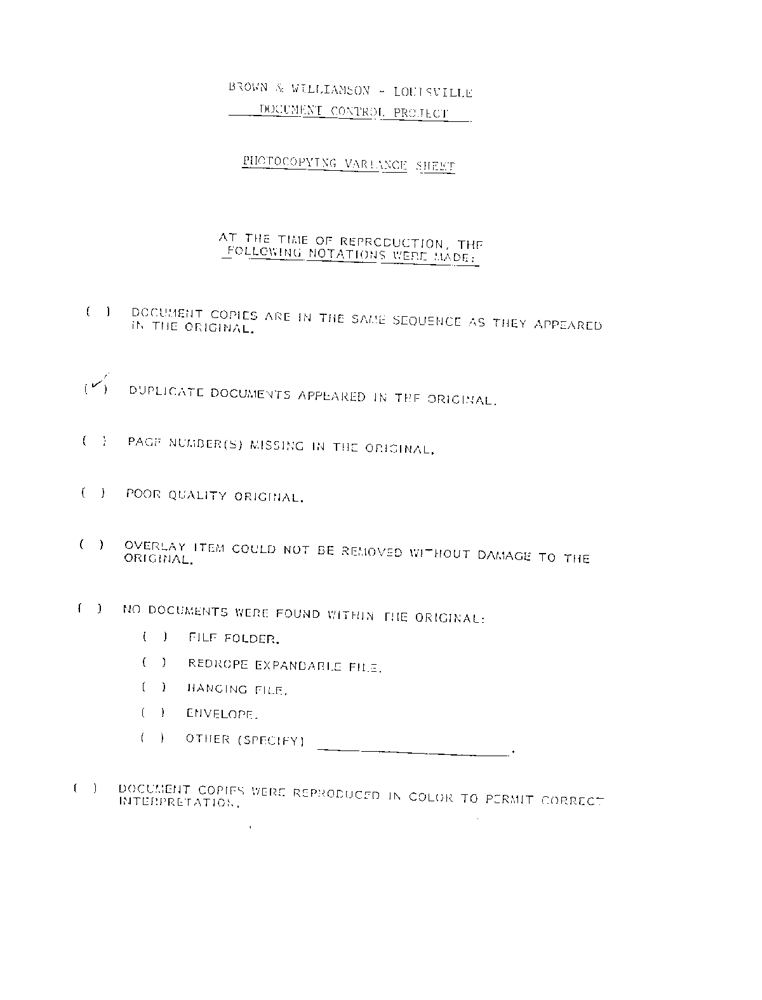 BROWN & WILLIAMSON - LOUISVILLE
DOCUMENT CONTROL PROJECT
PHOTOCOPYING VARIANCE SHEET
AT THE TIME OF REPRODUCTION, THE
FOLLOWING NOTATIONS WERE MADE:
( ) DOCUMENT COPIES ARE IN THE SAME SEQUENCE AS THEY APPEARED
IN THE ORIGINAL.
(✓) DUPLICATE DOCUMENTS APPEARED IN THE ORIGINAL.
( ) PAGE NUMBER(S) MISSING IN THE ORIGINAL.
( ) POOR QUALITY ORIGINAL.
( ) OVERLAY ITEM COULD NOT BE REMOVED WITHOUT DAMAGE TO THE
ORIGINAL.
( ) NO DOCUMENTS WERE FOUND WITHIN THE ORIGINAL:
( ) FILE FOLDER.
( ) REDROPE EXPANDABLE FILE.
( ) HANGING FILE.
( ) ENVELOPE.
( ) OTHER (SPECIFY) ____________________.
( ) DOCUMENT COPIES WERE REPRODUCED IN COLOR TO PERMIT CORRECT
INTERPRETATION.